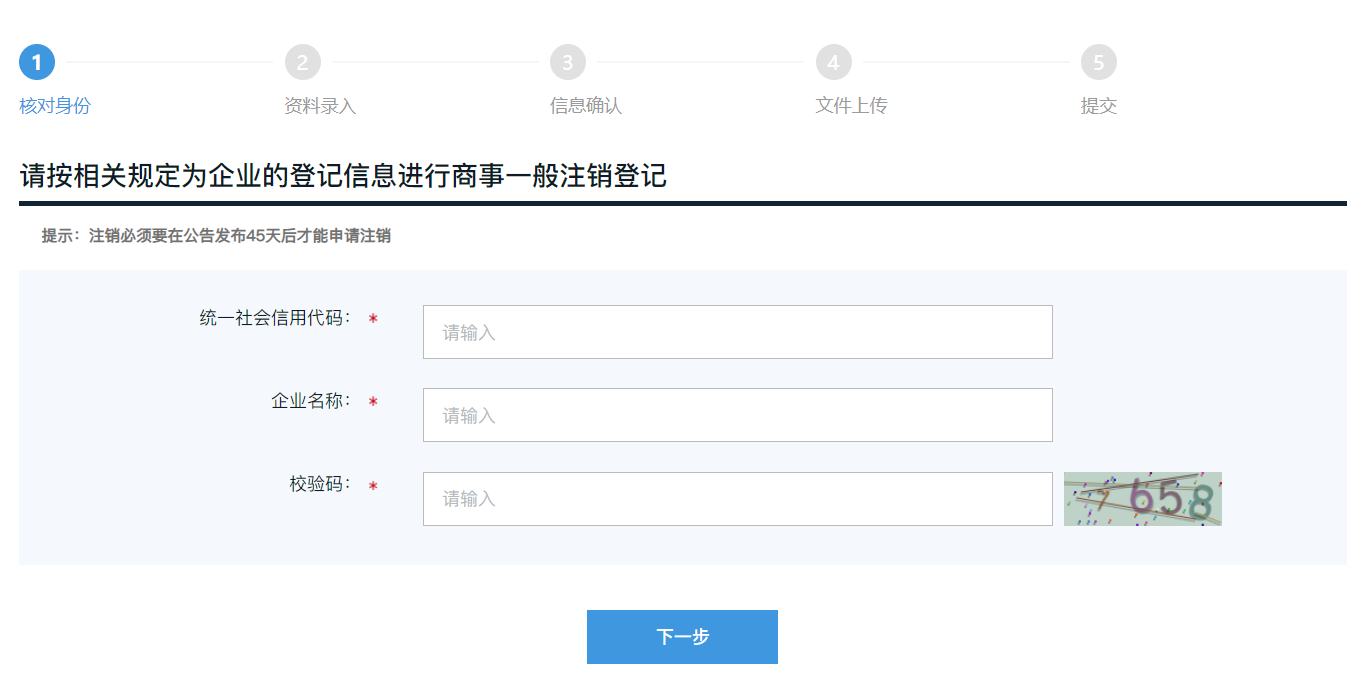 1 2 3 4 5
核对身份 资料录入 信息确认 文件上传 提交
请按相关规定为企业的登记信息进行商事一般注销登记
提示：注销必须要在公告发布45天后才能申请注销
统一社会信用代码： * 请输入
企业名称： * 请输入
校验码： * 请输入 7658
下一步